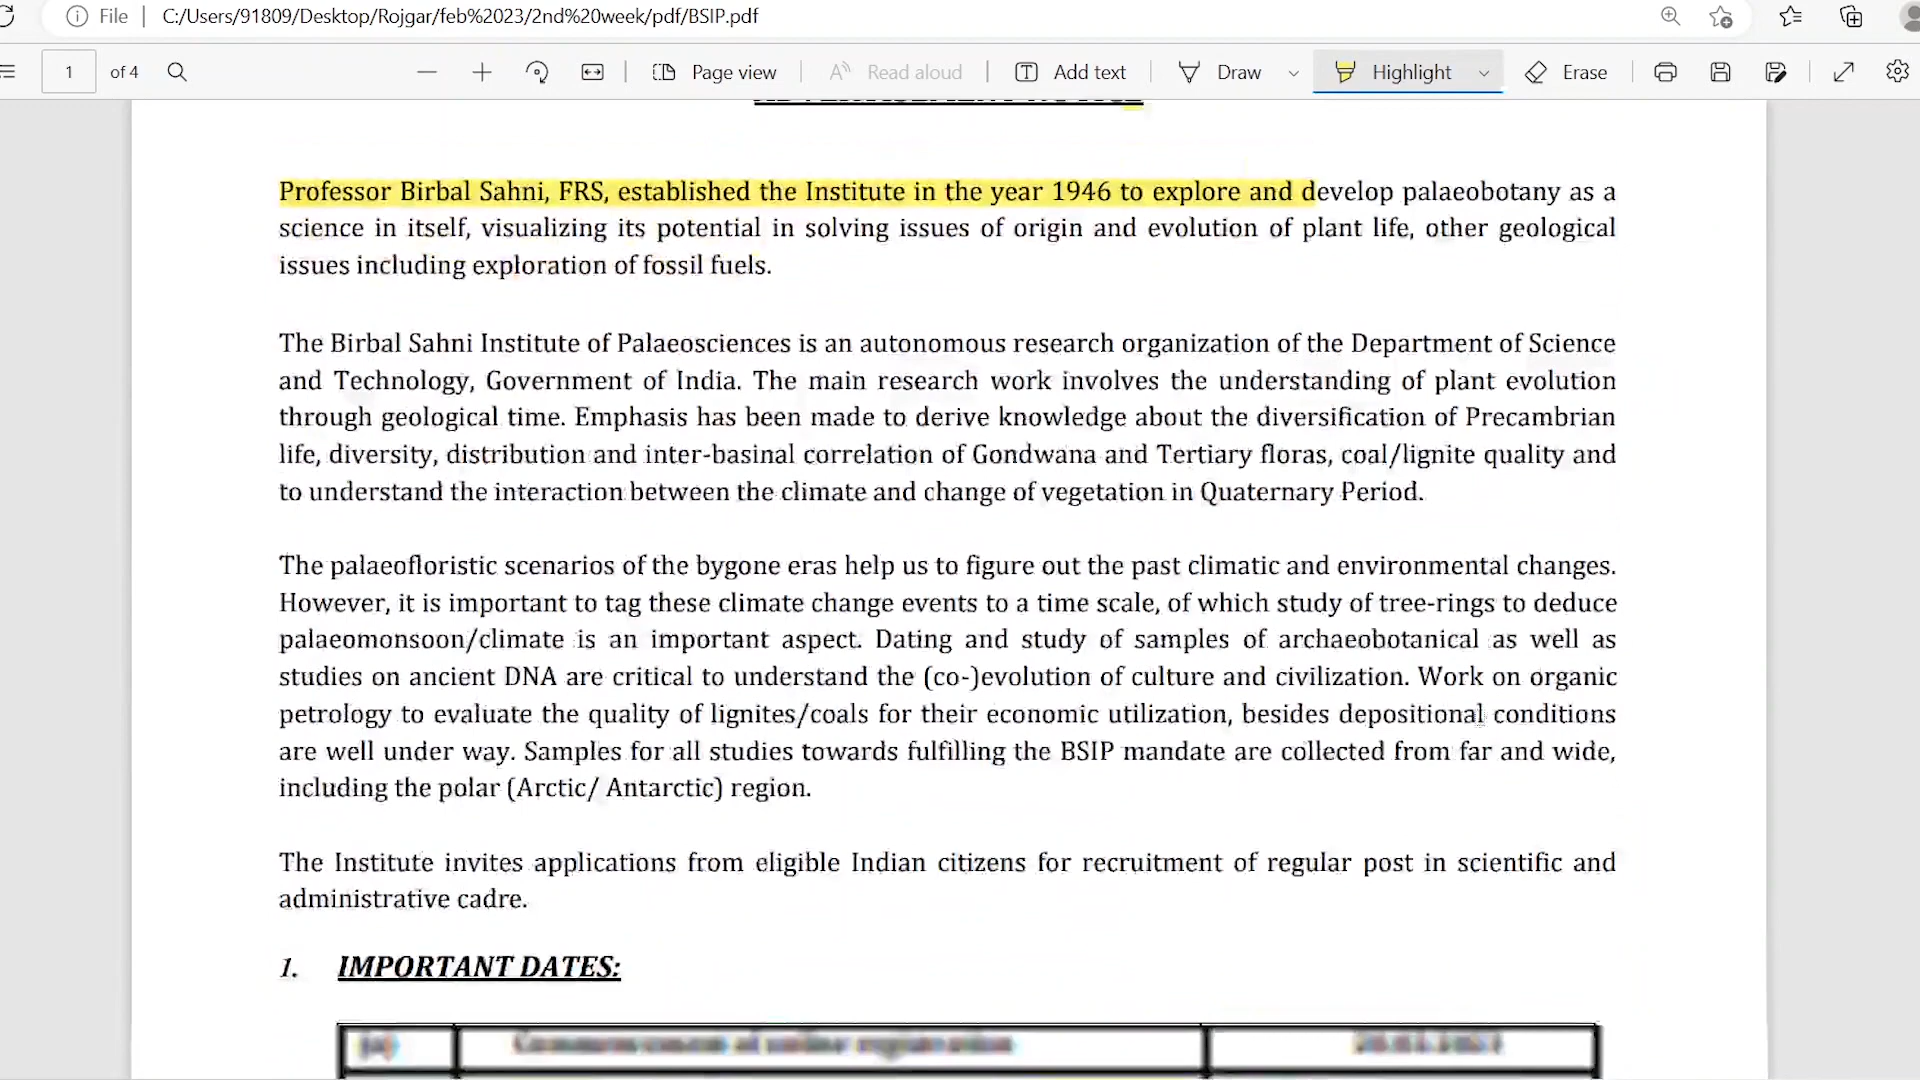 File
C:/Users/91809/Desktop/Rojgar/feb%2023/2nd%20week/pdf/BSIP.pdf
1 of 4 Page view Read aloud Add text Draw Highlight Erase
Professor Birbal Sahni, FRS, established the Institute in the year 1946 to explore and develop palaeobotany as a
science in itself, visualizing its potential in solving issues of origin and evolution of plant life, other geological
issues including exploration of fossil fuels.
The Birbal Sahni Institute of Palaeosciences is an autonomous research organization of the Department of Science
and Technology, Government of India. The main research work involves the understanding of plant evolution
through geological time. Emphasis has been made to derive knowledge about the diversification of Precambrian
life, diversity, distribution and inter-basinal correlation of Gondwana and Tertiary floras, coal/lignite quality and
to understand the interaction between the climate and change of vegetation in Quaternary Period.
The palaeofloristic scenarios of the bygone eras help us to figure out the past climatic and environmental changes.
However, it is important to tag these climate change events to a time scale, of which study of tree-rings to deduce
palaeomonsoon/climate is an important aspect. Dating and study of samples of archaeobotanical as well as
studies on ancient DNA are critical to understand the (co-)evolution of culture and civilization. Work on organic
petrology to evaluate the quality of lignites/coals for their economic utilization, besides depositional conditions
are well under way. Samples for all studies towards fulfilling the BSIP mandate are collected from far and wide,
including the polar (Arctic/ Antarctic) region.
The Institute invites applications from eligible Indian citizens for recruitment of regular post in scientific and
administrative cadre.
1. IMPORTANT DATES: